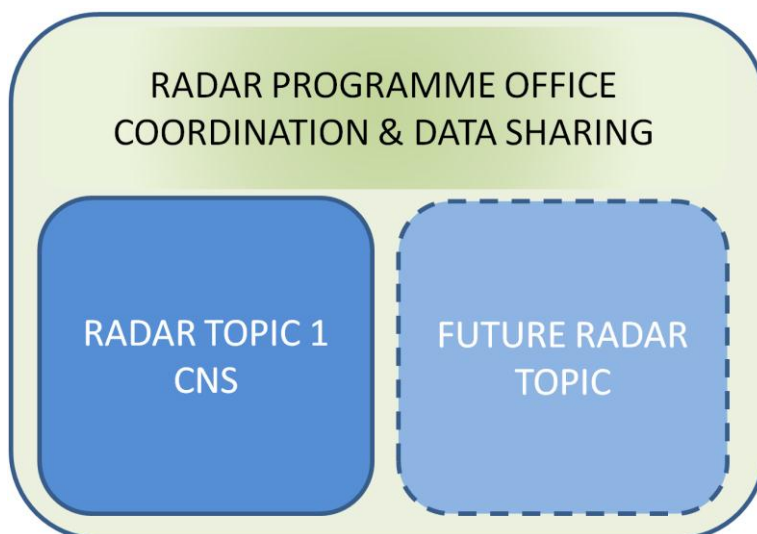 RADAR PROGRAMME OFFICE
COORDINATION & DATA SHARING
RADAR TOPIC 1
CNS
FUTURE RADAR
TOPIC